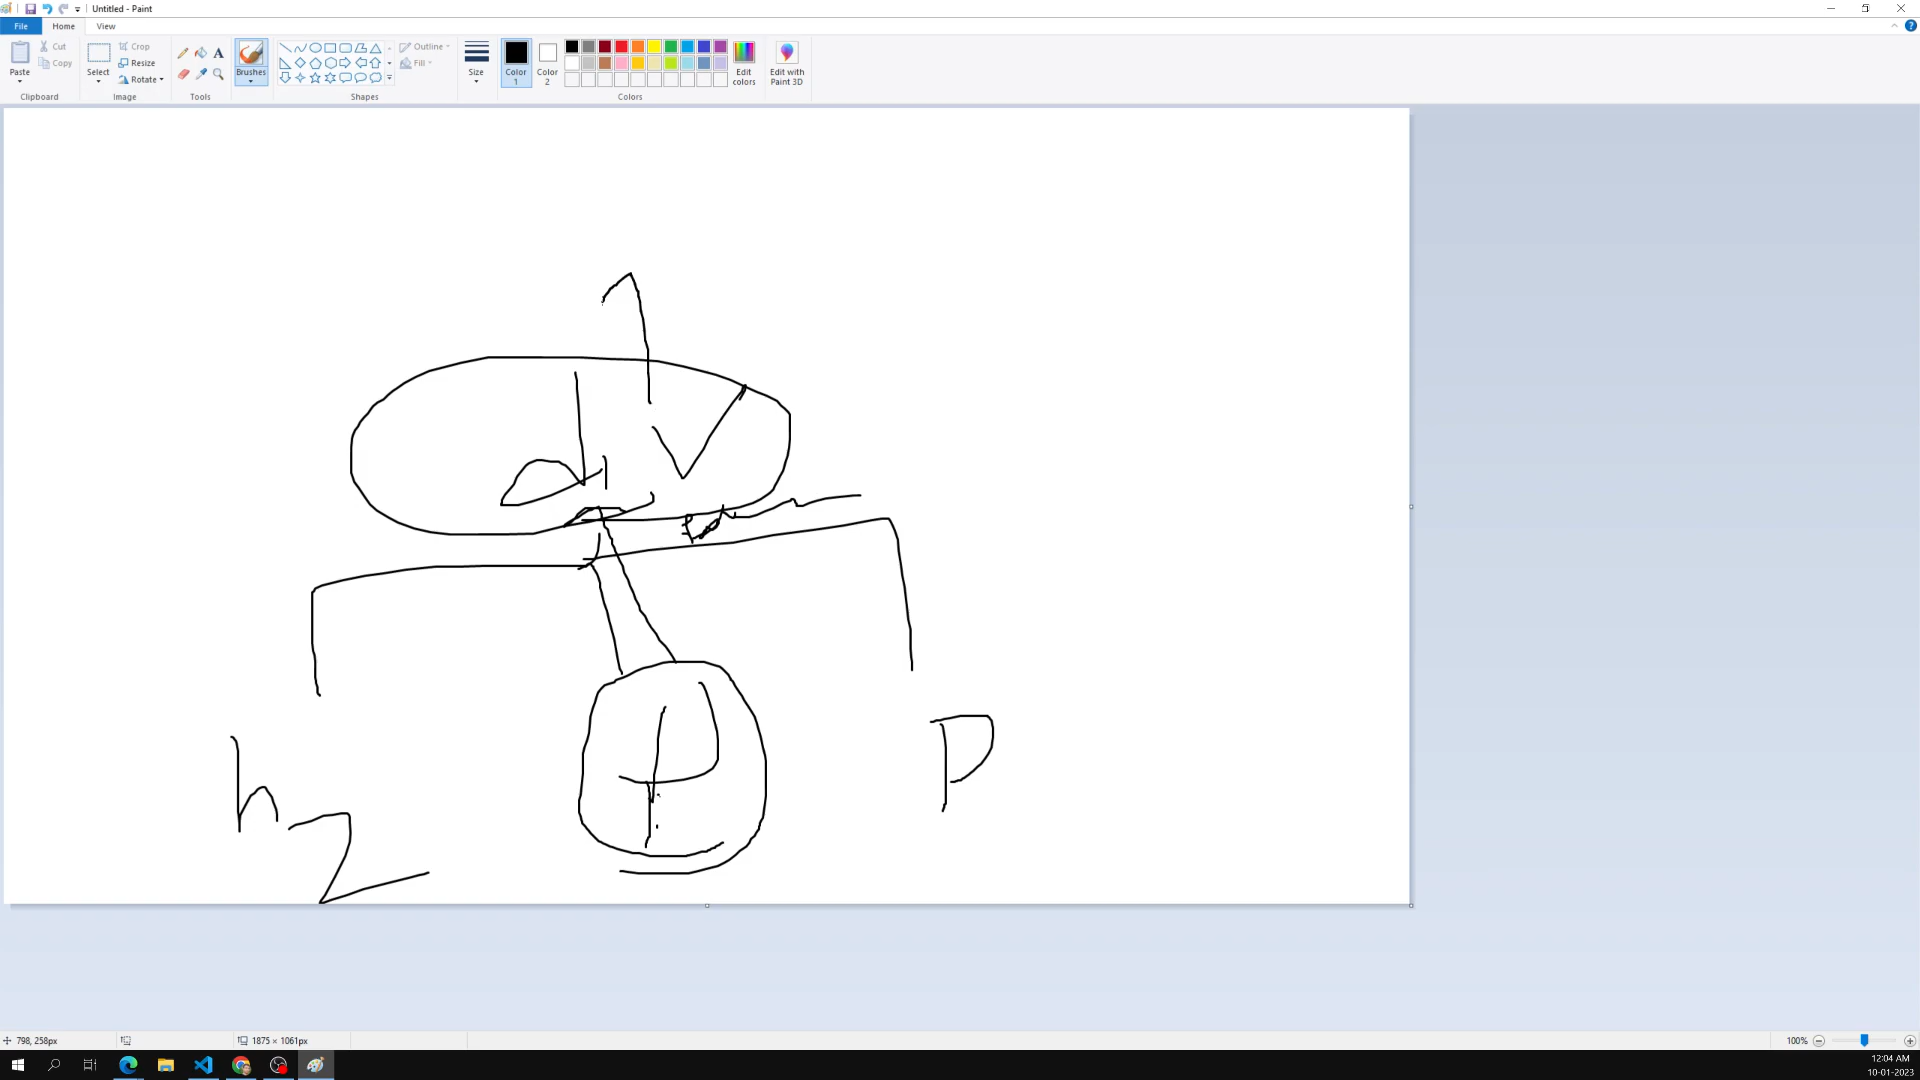 Untitled - Paint
File Home View
Paste
Cut
Copy
Clipboard
Select
Crop
Resize
Rotate
Image
Tools
Brushes
Shapes
Outline
Fill
Size
Color 1
Color 2
Colors
Edit colors
Edit with Paint 3D
div
h2
P
P
798, 258px
1875 × 1061px
100%
12:04 AM
10-01-2023